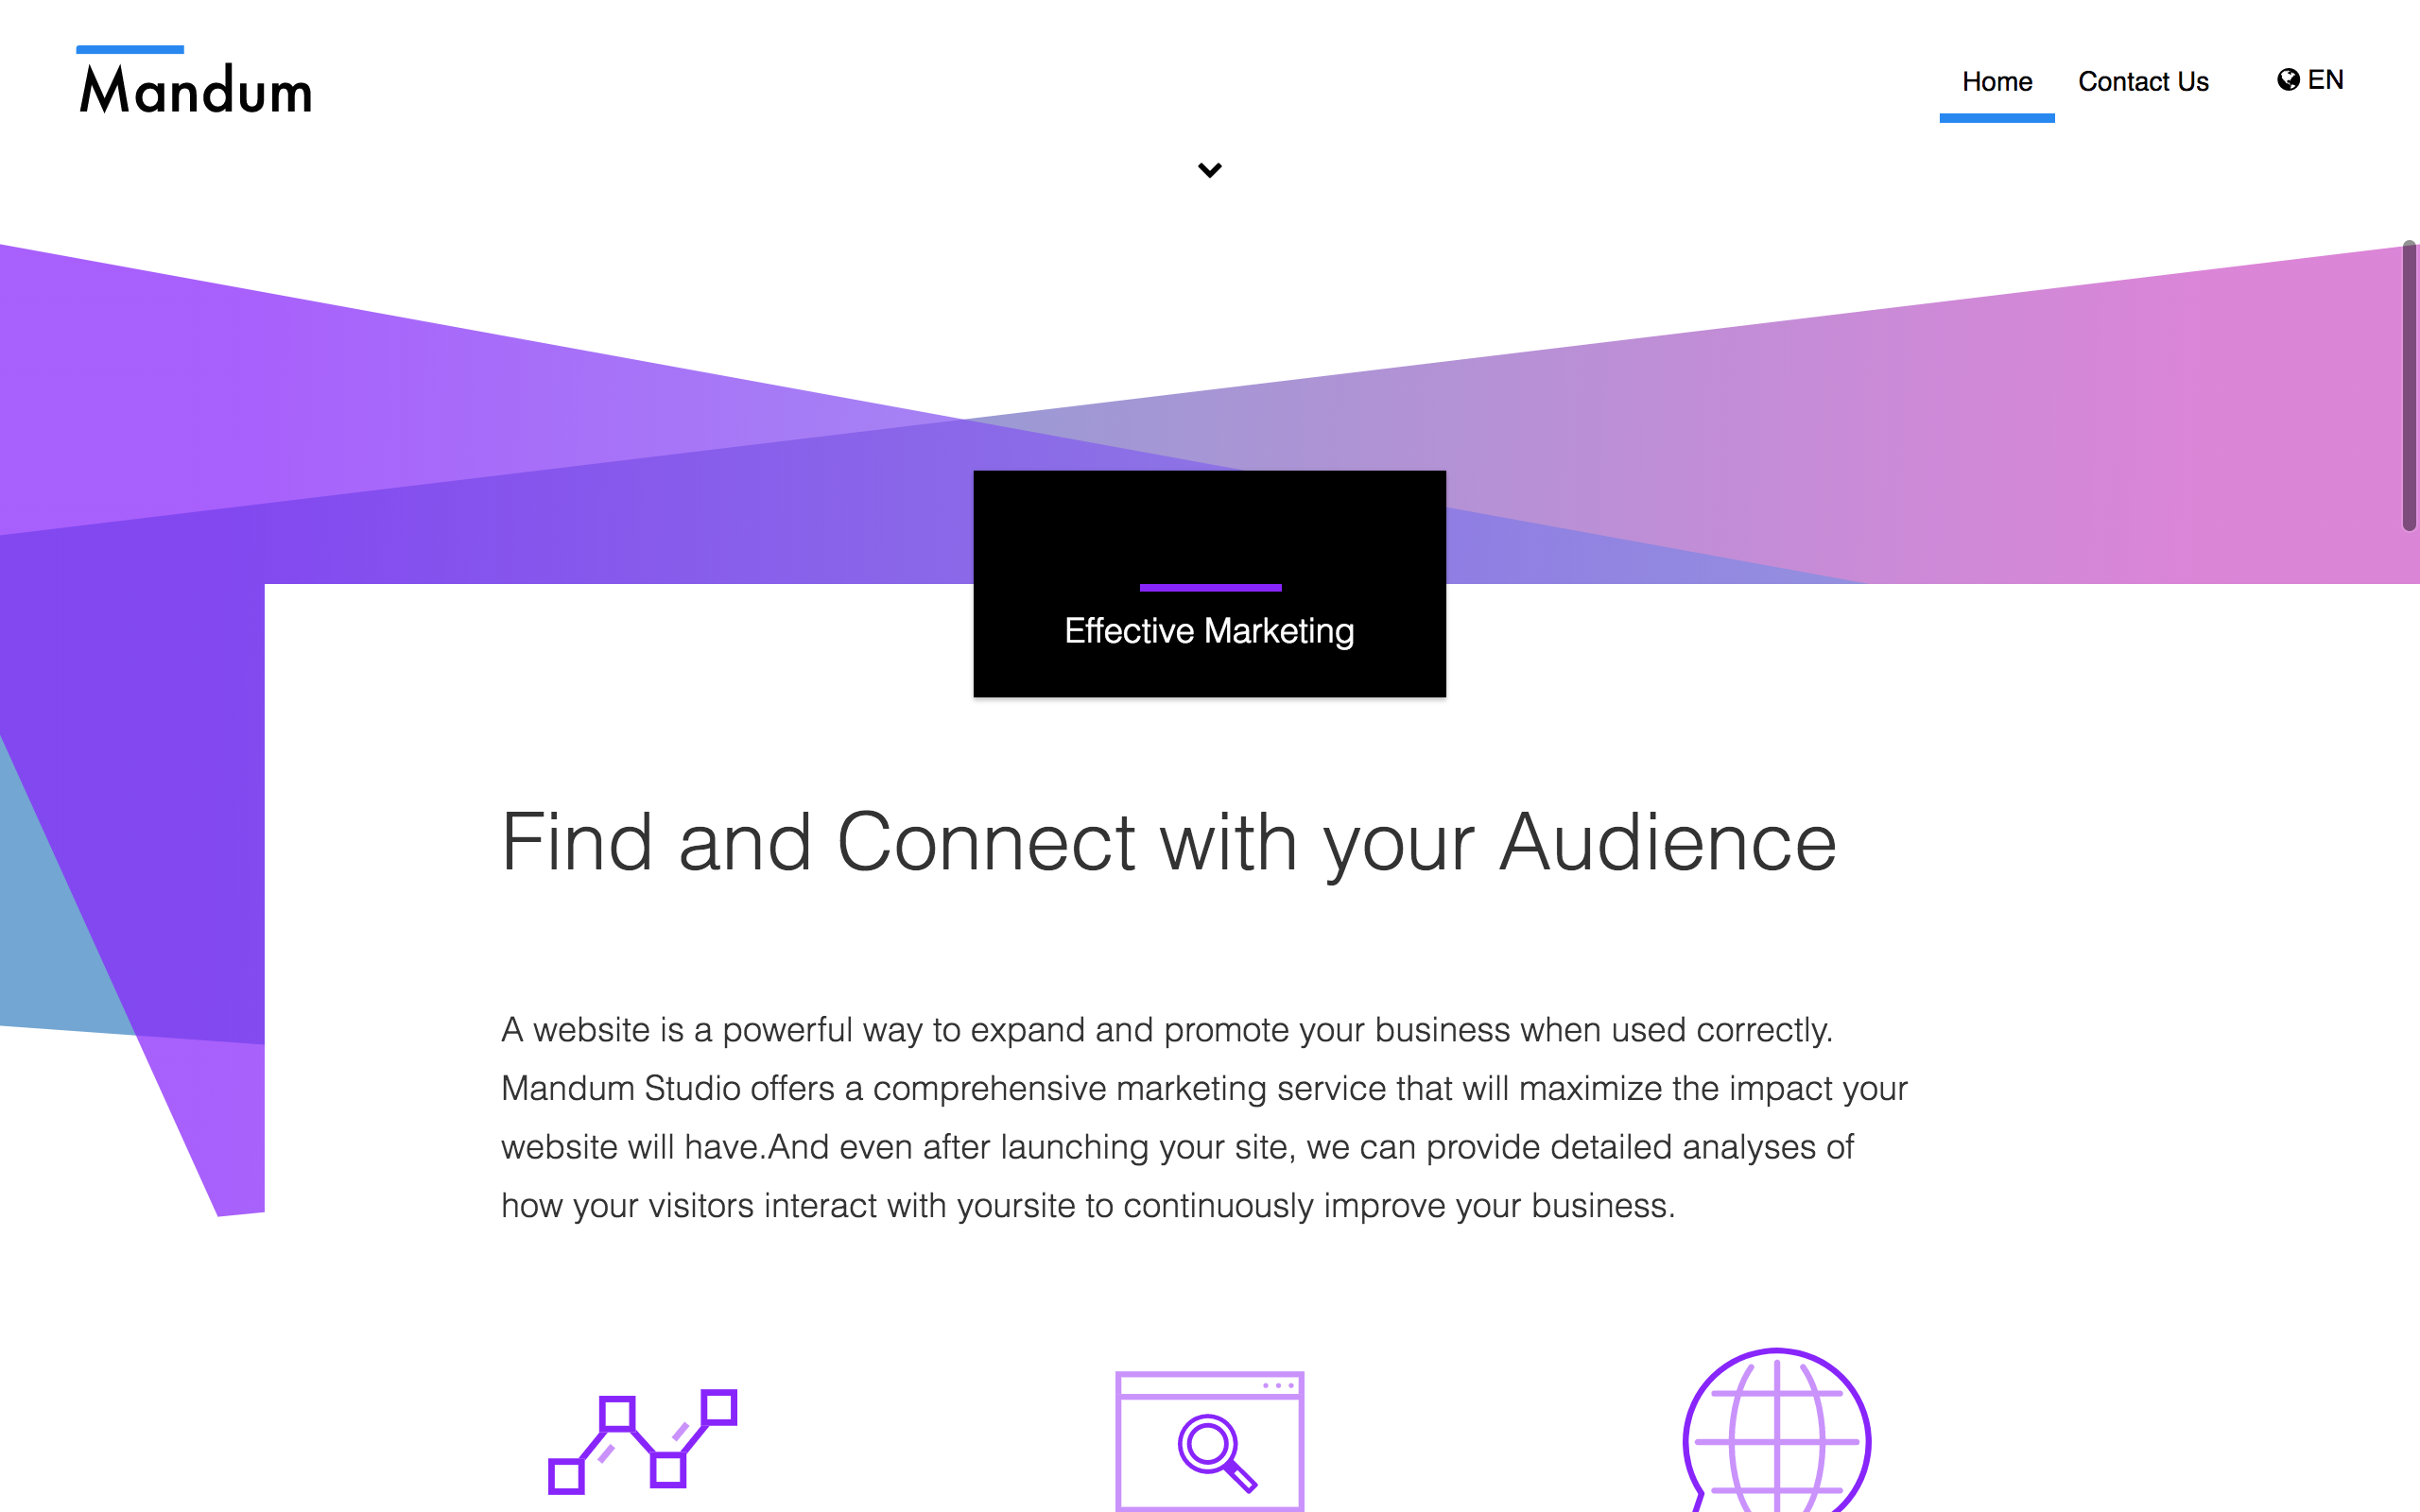 Mandum
Home
Contact Us
EN
Effective Marketing
Find and Connect with your Audience
A website is a powerful way to expand and promote your business when used correctly.
Mandum Studio offers a comprehensive marketing service that will maximize the impact your
website will have.And even after launching your site, we can provide detailed analyses of
how your visitors interact with yoursite to continuously improve your business.